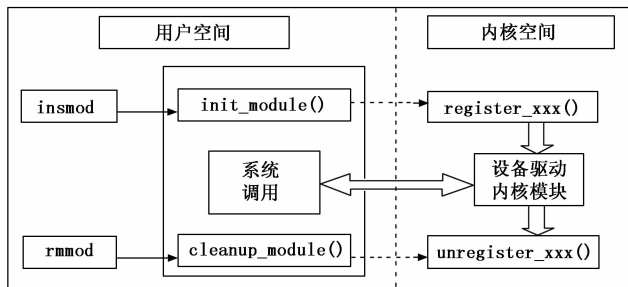 用户空间
内核空间
insmod
init_module()
register_xxx()
系统
调用
设备驱动
内核模块
rmmod
cleanup_module()
unregister_xxx()